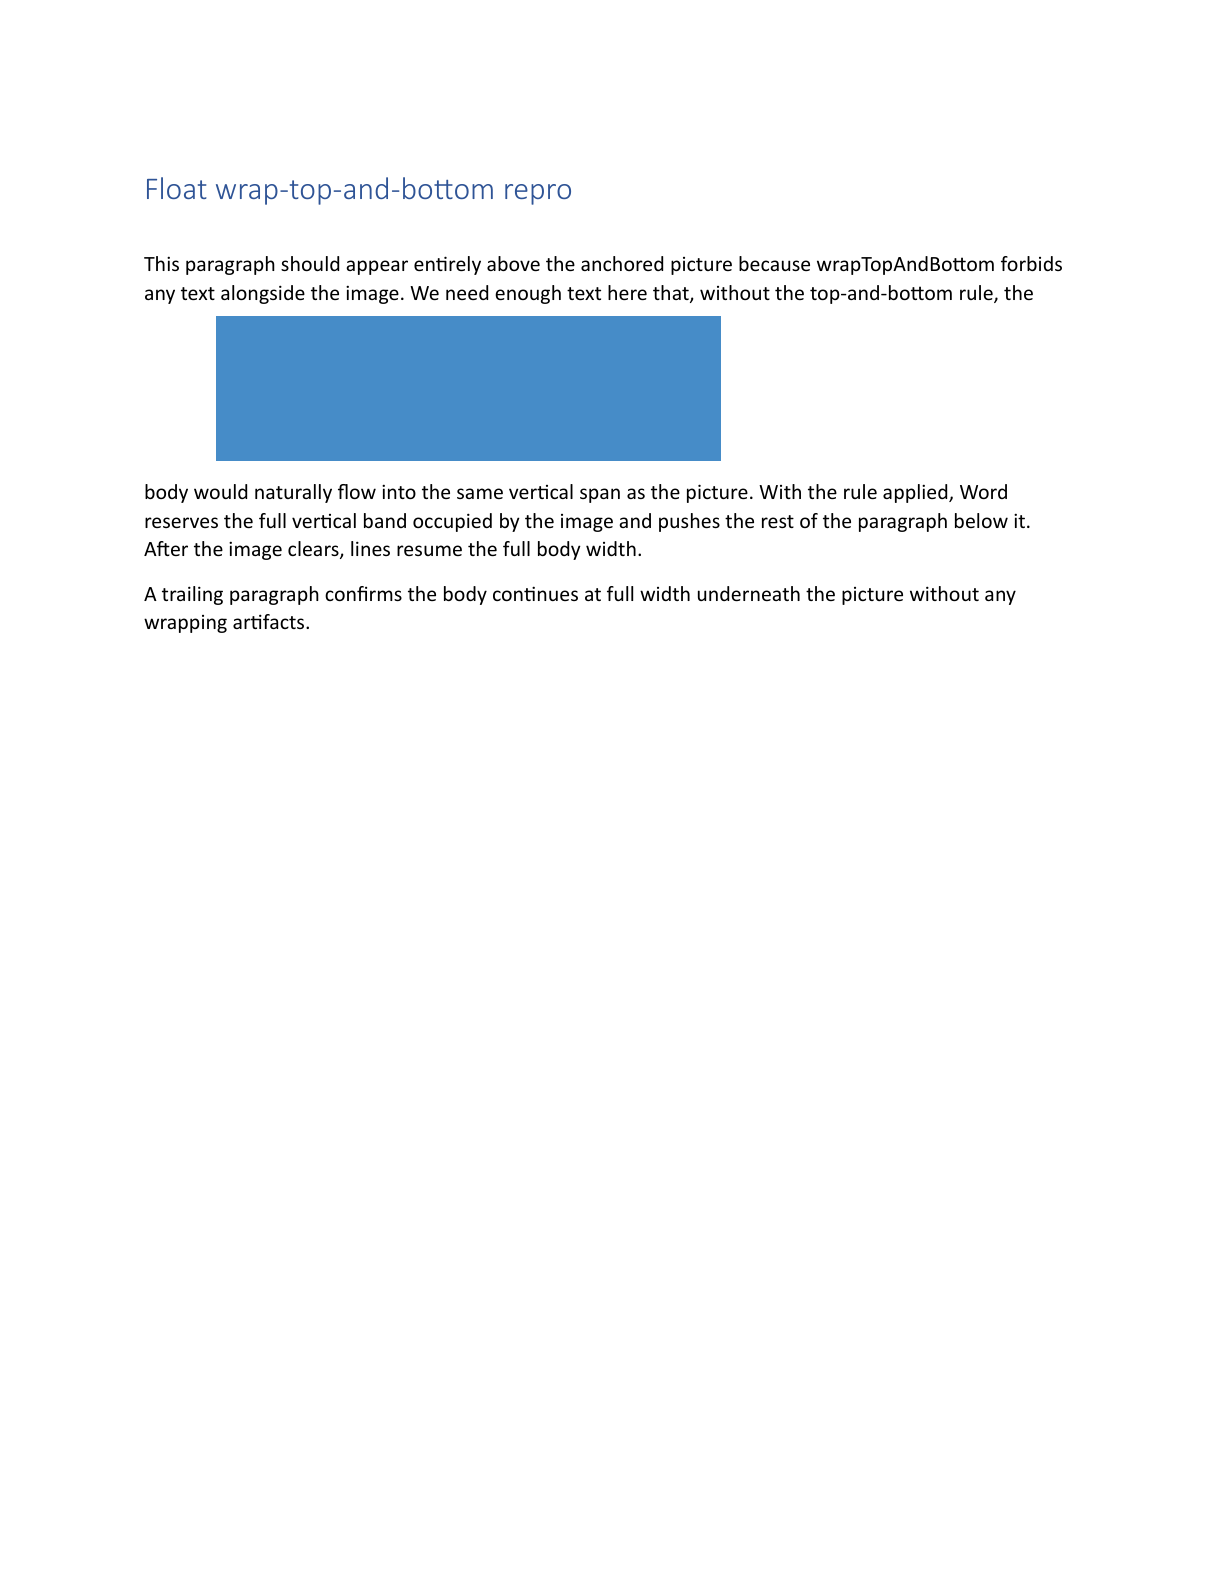 Float wrap-top-and-bottom repro
This paragraph should appear entirely above the anchored picture because wrapTopAndBottom forbids
any text alongside the image. We need enough text here that, without the top-and-bottom rule, the
body would naturally flow into the same vertical span as the picture. With the rule applied, Word
reserves the full vertical band occupied by the image and pushes the rest of the paragraph below it.
After the image clears, lines resume the full body width.
A trailing paragraph confirms the body continues at full width underneath the picture without any
wrapping artifacts.